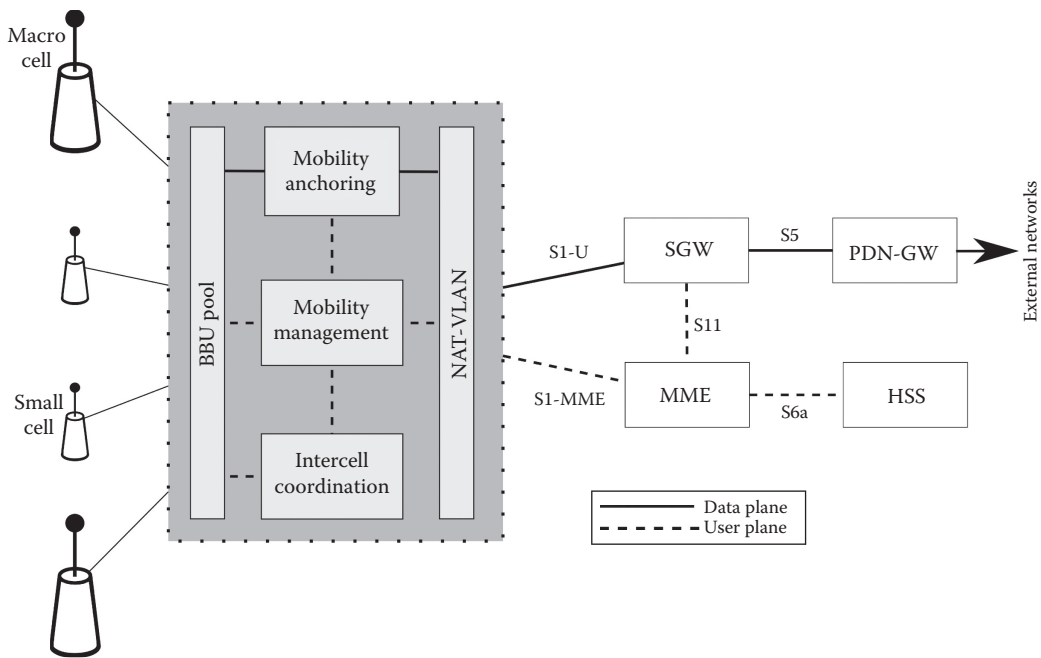 Macro
cell
Small
cell
BBU pool
Mobility
anchoring
Mobility
management
Intercell
coordination
NAT-VLAN
S1-U
S1-MME
SGW
S5
PDN-GW
External networks
S11
MME
S6a
HSS
Data plane
User plane